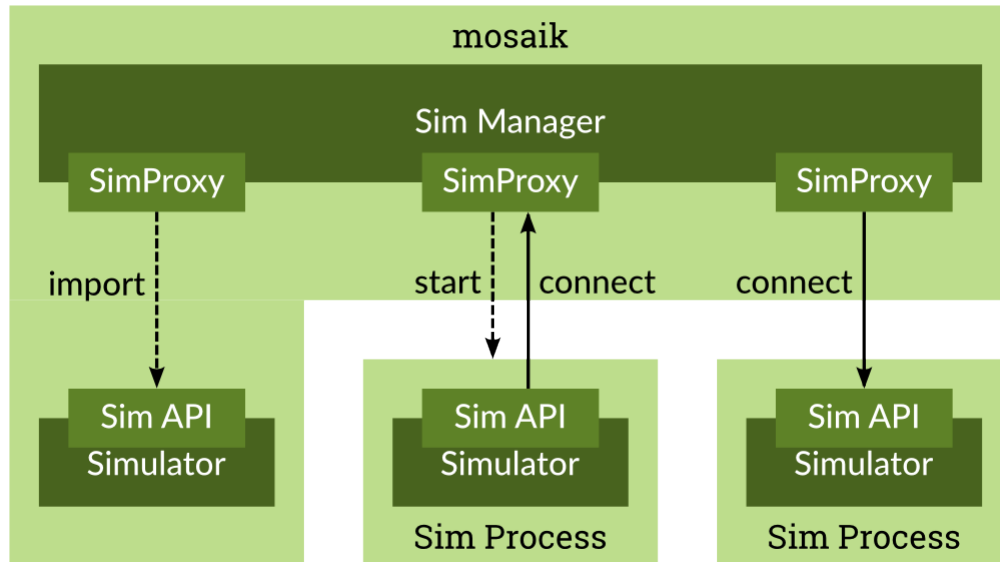 mosaik
Sim Manager
SimProxy
SimProxy
SimProxy
import
start
connect
connect
Sim API
Simulator
Sim API
Simulator
Sim API
Simulator
Sim Process
Sim Process